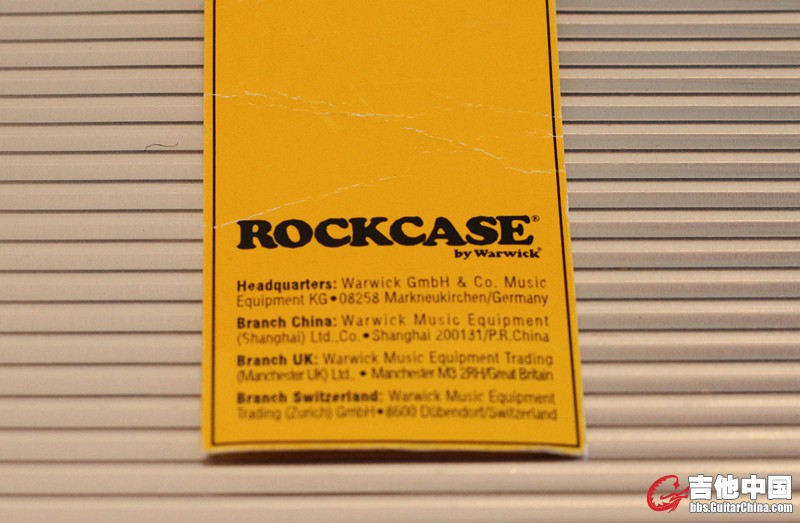 ROCKCASE®
by Warwick®
Headquarters: Warwick GmbH & Co. Music
Equipment KG • 08258 Markneukirchen/Germany
Branch China: Warwick Music Equipment
(Shanghai) Ltd.,Co. • Shanghai 200131/P.R.China
Branch UK: Warwick Music Equipment Trading
(Manchester UK) Ltd., • Manchester M3 2RH/Great Britain
Branch Switzerland: Warwick Music Equipment
Trading (Zurich) GmbH • 8600 Dübendorf/Switzerland
吉他中国
bbs.GuitarChina.com